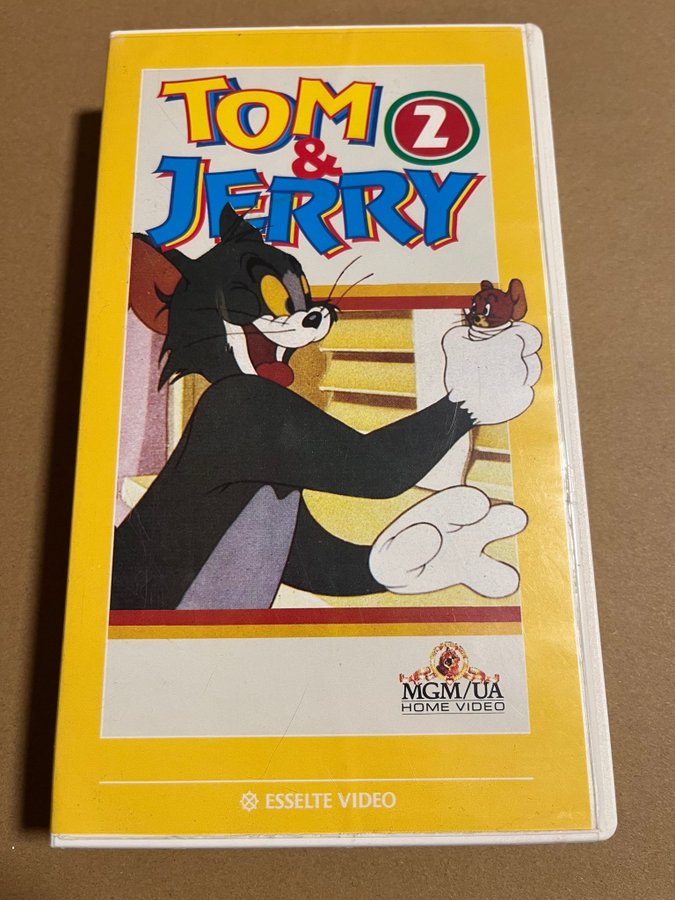 TOM
2
&
JERRY
MGM/UA
HOME VIDEO
ESSELTE VIDEO